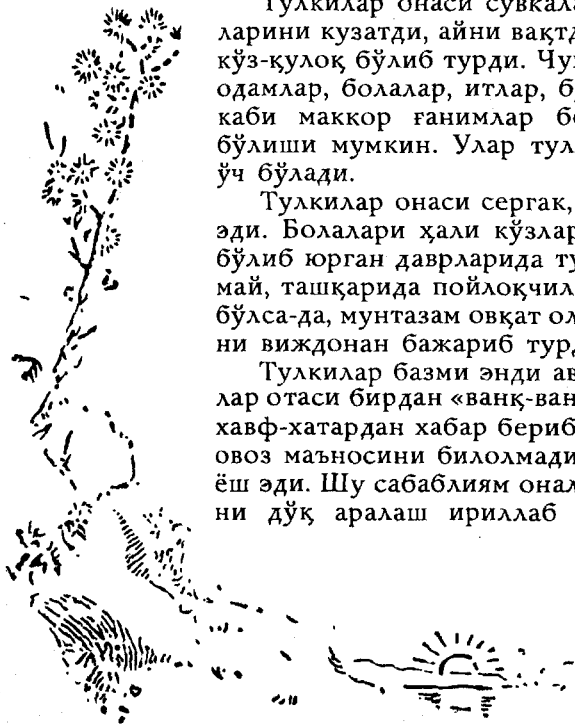 Тулкилар онаси сувкала
ларини кузатди, айни вақтд
кўз-қулоқ бўлиб турди. Чу
одамлар, болалар, итлар, б
каби маккор ғанимлар б
бўлиши мумкин. Улар тул
ўч бўлади.
Тулкилар онаси сергак,
эди. Болалари ҳали кўзлар
бўлиб юрган даврларида ту
май, ташқарида пойлоқчил
бўлса-да, мунтазам овқат ол
ни виждонан бажариб турд
Тулкилар базми энди ав
лар отаси бирдан «ванқ-ван
хавф-хатардан хабар бериб
овоз маъносини билолмади
ёш эди. Шу сабаблиям онал
ни дўқ аралаш ириллаб